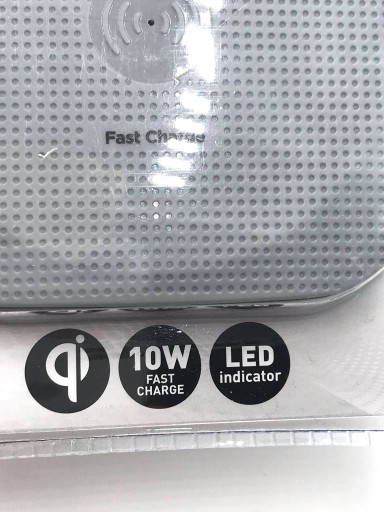 Fast Charge
qi
10W
FAST
CHARGE
LED
indicator